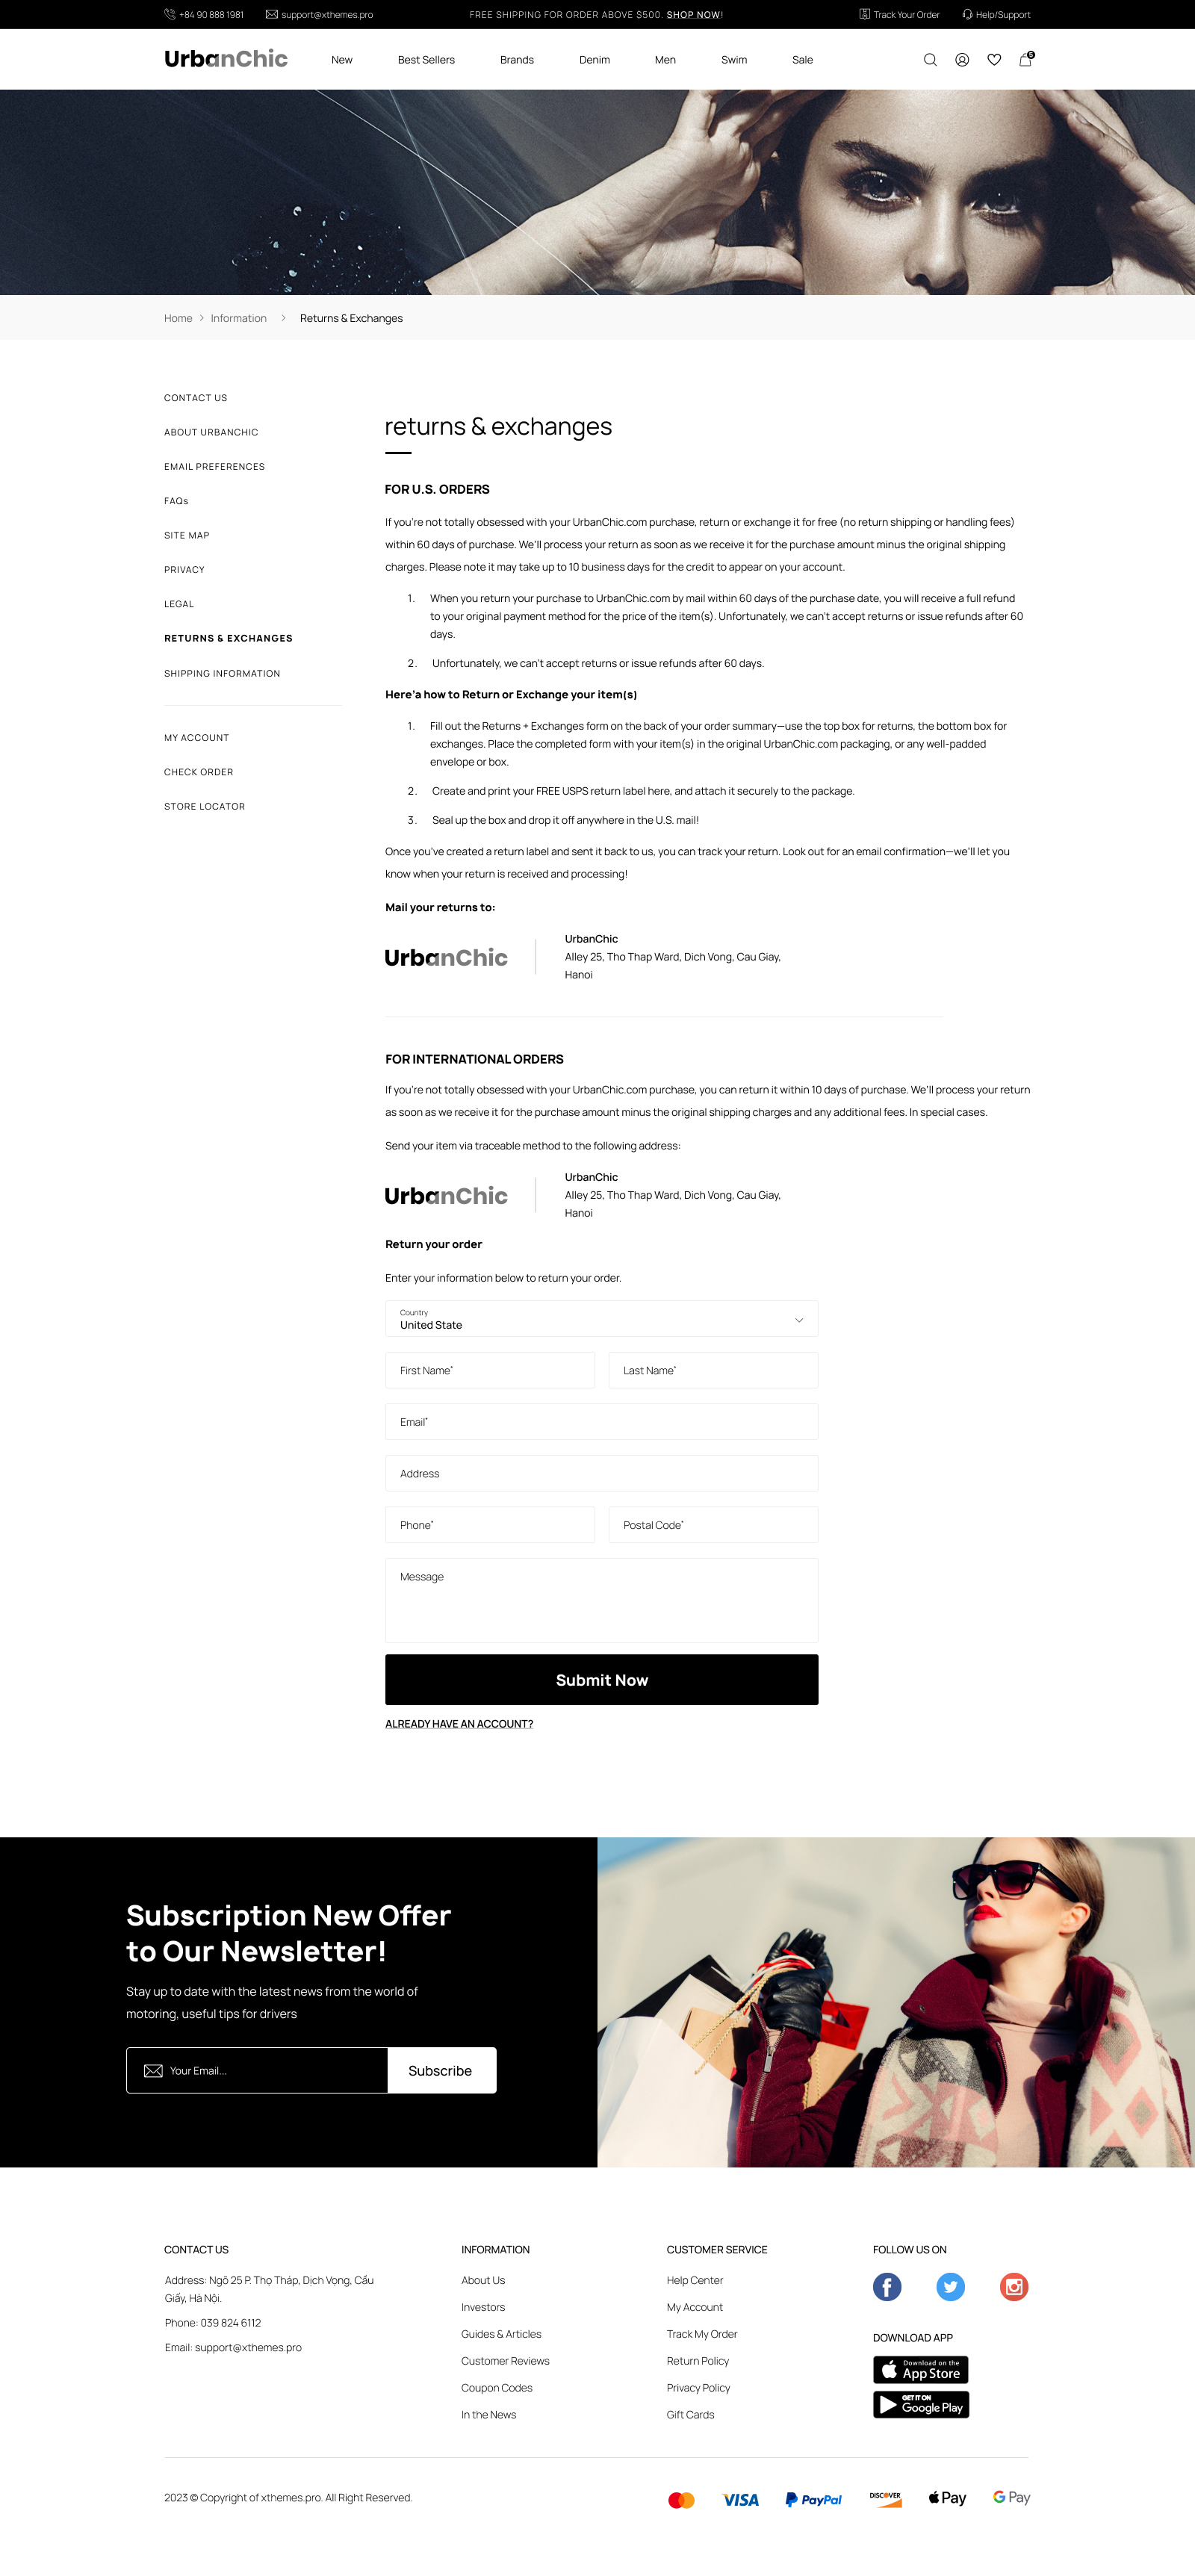 +84 90 888 1981
support@xthemes.pro
FREE SHIPPING FOR ORDER ABOVE $500. SHOP NOW!
Track Your Order
Help/Support
UrbanChic
New
Best Sellers
Brands
Denim
Men
Swim
Sale
5
Home > Information > Returns & Exchanges
CONTACT US
ABOUT URBANCHIC
EMAIL PREFERENCES
FAQs
SITE MAP
PRIVACY
LEGAL
RETURNS & EXCHANGES
SHIPPING INFORMATION
MY ACCOUNT
CHECK ORDER
STORE LOCATOR
returns & exchanges
FOR U.S. ORDERS
If you're not totally obsessed with your UrbanChic.com purchase, return or exchange it for free (no return shipping or handling fees)
within 60 days of purchase. We'll process your return as soon as we receive it for the purchase amount minus the original shipping
charges. Please note it may take up to 10 business days for the credit to appear on your account.
1. When you return your purchase to UrbanChic.com by mail within 60 days of the purchase date, you will receive a full refund
to your original payment method for the price of the item(s). Unfortunately, we can't accept returns or issue refunds after 60
days.
2. Unfortunately, we can't accept returns or issue refunds after 60 days.
Here'a how to Return or Exchange your item(s)
1. Fill out the Returns + Exchanges form on the back of your order summary—use the top box for returns, the bottom box for
exchanges. Place the completed form with your item(s) in the original UrbanChic.com packaging, or any well-padded
envelope or box.
2. Create and print your FREE USPS return label here, and attach it securely to the package.
3. Seal up the box and drop it off anywhere in the U.S. mail!
Once you've created a return label and sent it back to us, you can track your return. Look out for an email confirmation—we'll let you
know when your return is received and processing!
Mail your returns to:
UrbanChic
UrbanChic
Alley 25, Tho Thap Ward, Dich Vong, Cau Giay,
Hanoi
FOR INTERNATIONAL ORDERS
If you're not totally obsessed with your UrbanChic.com purchase, you can return it within 10 days of purchase. We'll process your return
as soon as we receive it for the purchase amount minus the original shipping charges and any additional fees. In special cases.
Send your item via traceable method to the following address:
UrbanChic
UrbanChic
Alley 25, Tho Thap Ward, Dich Vong, Cau Giay,
Hanoi
Return your order
Enter your information below to return your order.
Country
United State
First Name*
Last Name*
Email*
Address
Phone*
Postal Code*
Message
Submit Now
ALREADY HAVE AN ACCOUNT?
Subscription New Offer
to Our Newsletter!
Stay up to date with the latest news from the world of
motoring, useful tips for drivers
Your Email...
Subscribe
CONTACT US
Address: Ngõ 25 P. Thọ Tháp, Dịch Vọng, Cầu
Giấy, Hà Nội.
Phone: 039 824 6112
Email: support@xthemes.pro
INFORMATION
About Us
Investors
Guides & Articles
Customer Reviews
Coupon Codes
In the News
CUSTOMER SERVICE
Help Center
My Account
Track My Order
Return Policy
Privacy Policy
Gift Cards
FOLLOW US ON
DOWNLOAD APP
Download on the
App Store
GET IT ON
Google Play
2023 © Copyright of xthemes.pro. All Right Reserved.
VISA
PayPal
DISCOVER
Pay
G Pay